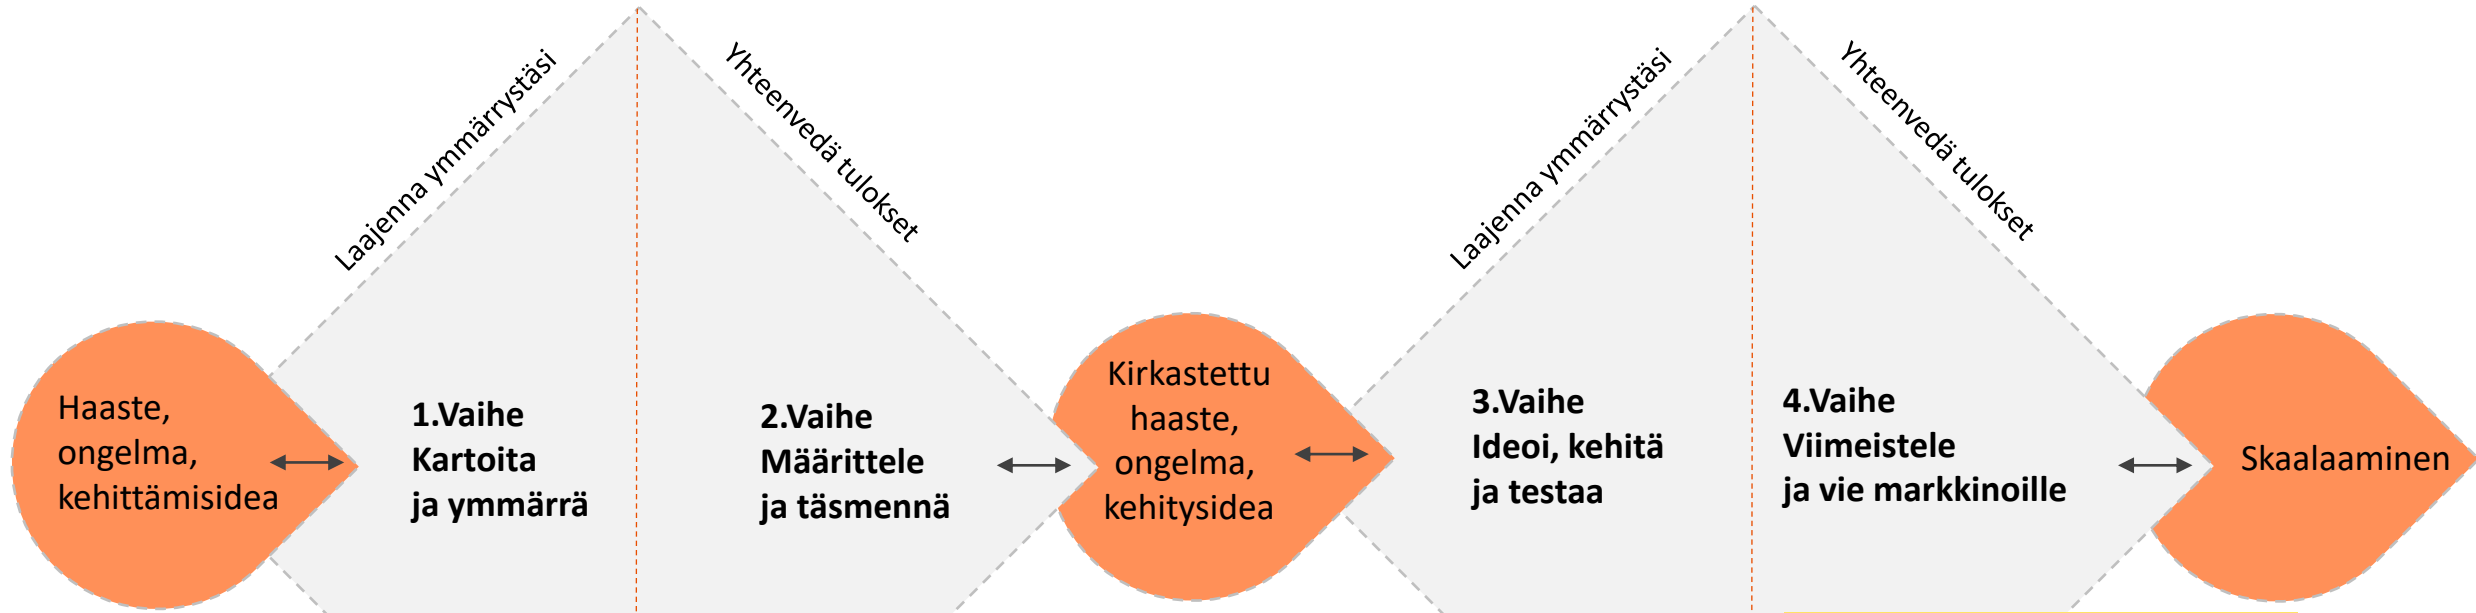 Laajenna ymmärrystäsi
Yhteenvedä tulokset
Laajenna ymmärrystäsi
Yhteenvedä tulokset
Haaste,
ongelma,
kehittämisidea
1.Vaihe
Kartoita
ja ymmärrä
2.Vaihe
Määrittele
ja täsmennä
Kirkastettu
haaste,
ongelma,
kehitysidea
3.Vaihe
Ideoi, kehitä
ja testaa
4.Vaihe
Viimeistele
ja vie markkinoille
Skaalaaminen